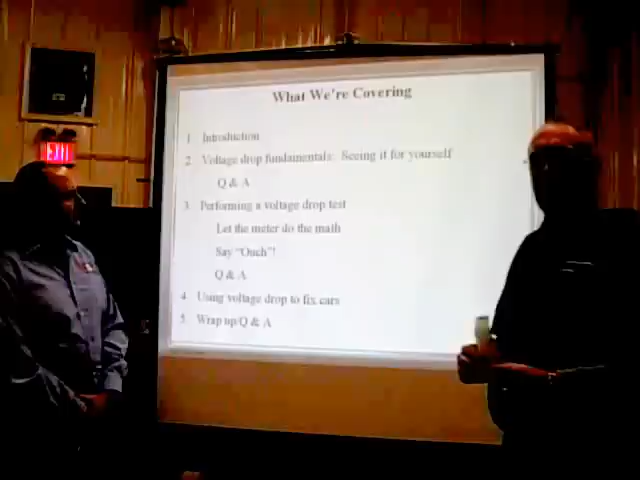 What We're Covering
1. Introduction
2. Voltage drop fundamentals: Seeing it for yourself
Q & A
3. Performing a voltage drop test
Let the meter do the math
Say "Ouch"!
Q & A
4. Using voltage drop to fix cars
5. Wrap up/Q & A
EXIT